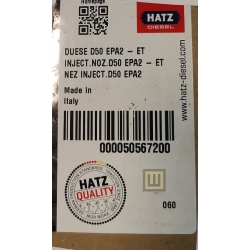 Homepage
HATZ
DIESEL
DUESE D50 EPA2 - ET
INJECT.NOZ.D50 EPA2 - ET
NEZ INJECT.D50 EPA2
Made In
Italy
www.hatz-diesel.com
000050567200
HATZ
QUALITY
060